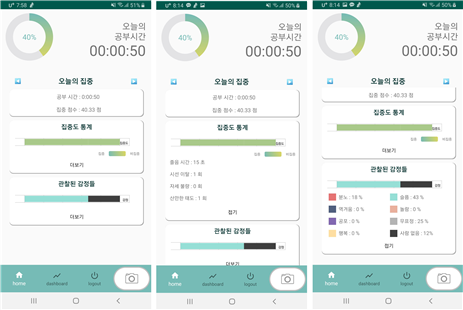 7:58
51%
40%
오늘의
공부시간
00:00:50
오늘의 집중
공부 시간 : 0:00:50
집중 점수 : 40.33 점
집중도 통계
더보기
관찰된 감정들
더보기
home
dashboard
logout
8:14
50%
40%
오늘의
공부시간
00:00:50
오늘의 집중
공부 시간 : 0:00:50
집중 점수 : 40.33 점
집중도 통계
졸음 시간 : 15 초
시선 이탈 : 1 회
자세 불량 : 0 회
산만한 태도 : 1 회
접기
관찰된 감정들
더보기
home
dashboard
logout
8:14
50%
40%
오늘의
공부시간
00:00:50
오늘의 집중
집중 점수 : 40.33 점
집중도 통계
더보기
관찰된 감정들
분노 : 18 %
슬픔 : 43 %
역겨움 : 0 %
놀람 : 0 %
공포 : 0 %
무표정 : 25 %
행복 : 0 %
사람 없음 : 12%
접기
home
dashboard
logout